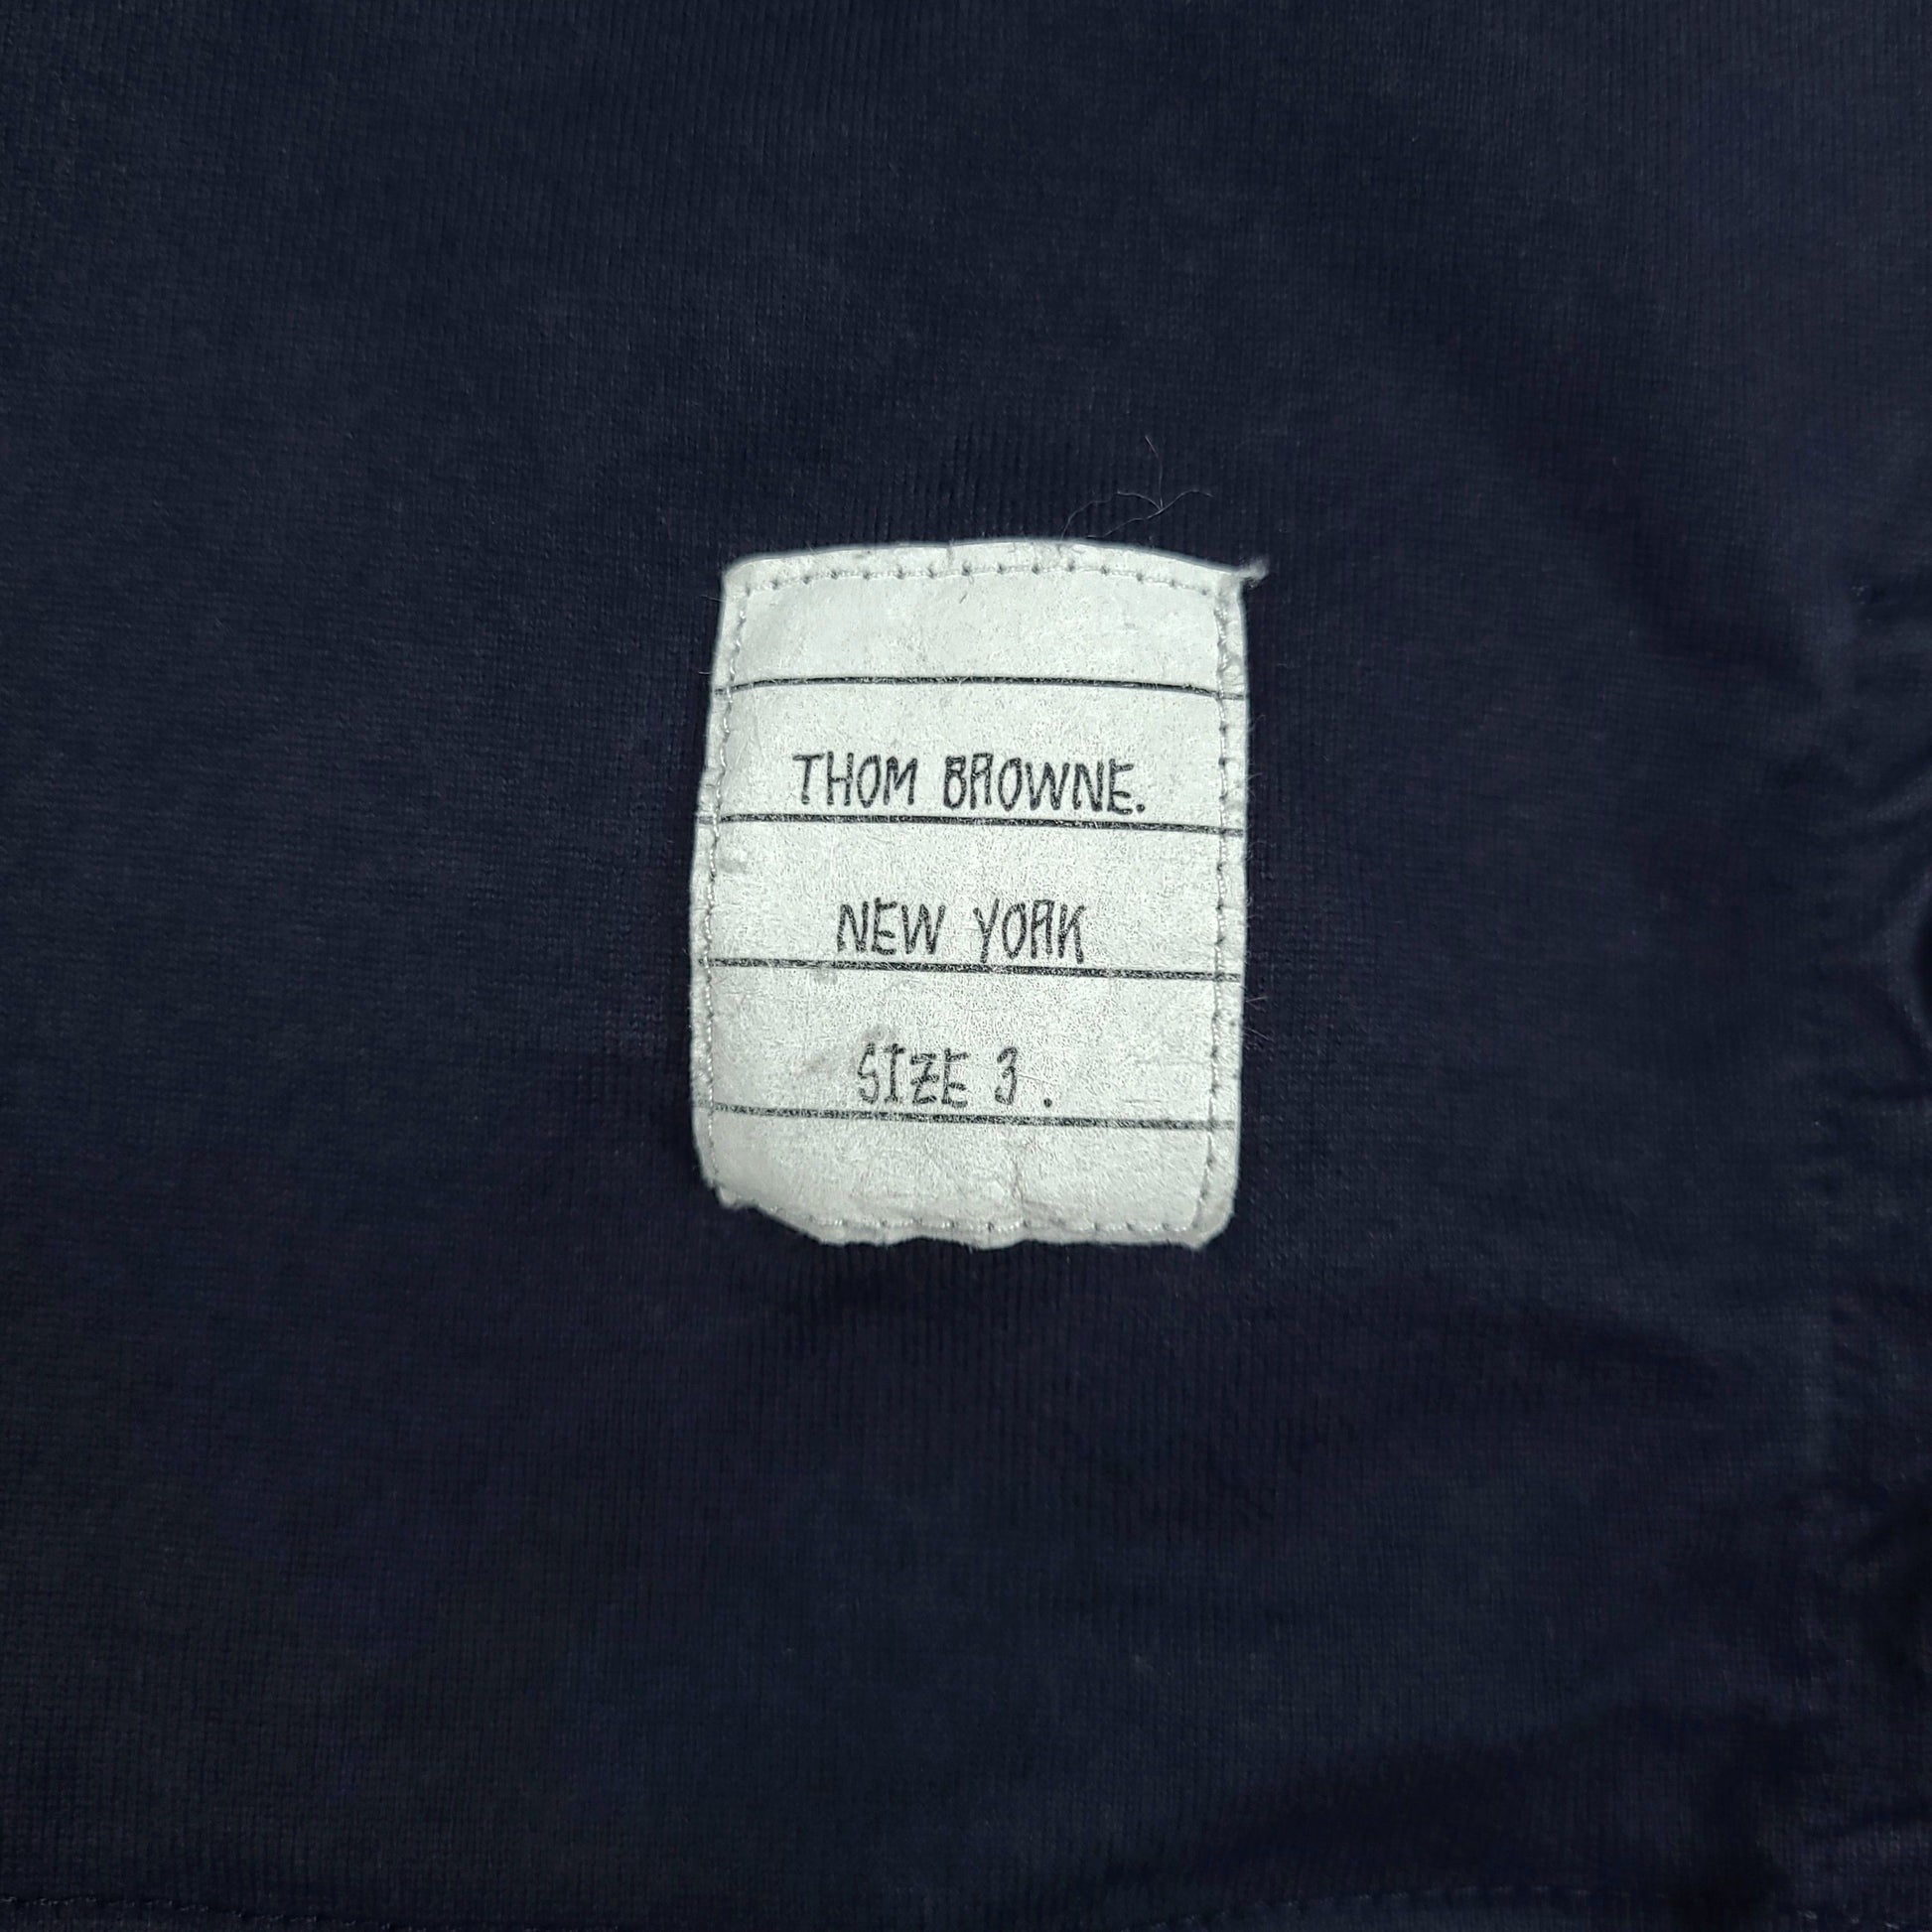 THOM BROWNE.
NEW YORK
SIZE 3.